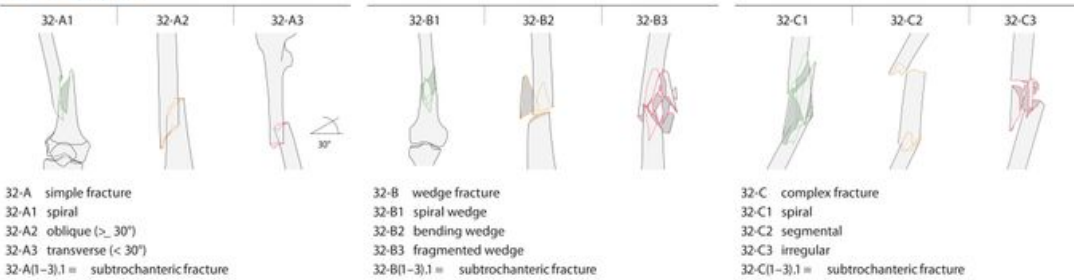 32-A1 32-A2 32-A3
30°
32-A simple fracture
32-A1 spiral
32-A2 oblique (>_ 30°)
32-A3 transverse (< 30°)
32-A(1–3).1 = subtrochanteric fracture
32-B1 32-B2 32-B3
32-B wedge fracture
32-B1 spiral wedge
32-B2 bending wedge
32-B3 fragmented wedge
32-B(1–3).1 = subtrochanteric fracture
32-C1 32-C2 32-C3
32-C complex fracture
32-C1 spiral
32-C2 segmental
32-C3 irregular
32-C(1–3).1 = subtrochanteric fracture